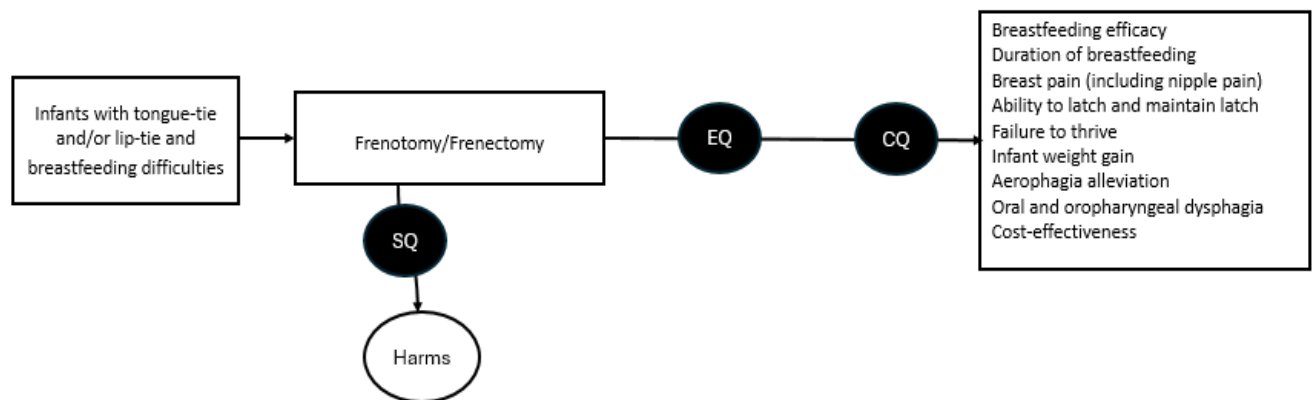 Infants with tongue-tie
and/or lip-tie and
breastfeeding difficulties
Frenotomy/Frenectomy
EQ
CQ
Breastfeeding efficacy
Duration of breastfeeding
Breast pain (including nipple pain)
Ability to latch and maintain latch
Failure to thrive
Infant weight gain
Aerophagia alleviation
Oral and oropharyngeal dysphagia
Cost-effectiveness
SQ
Harms